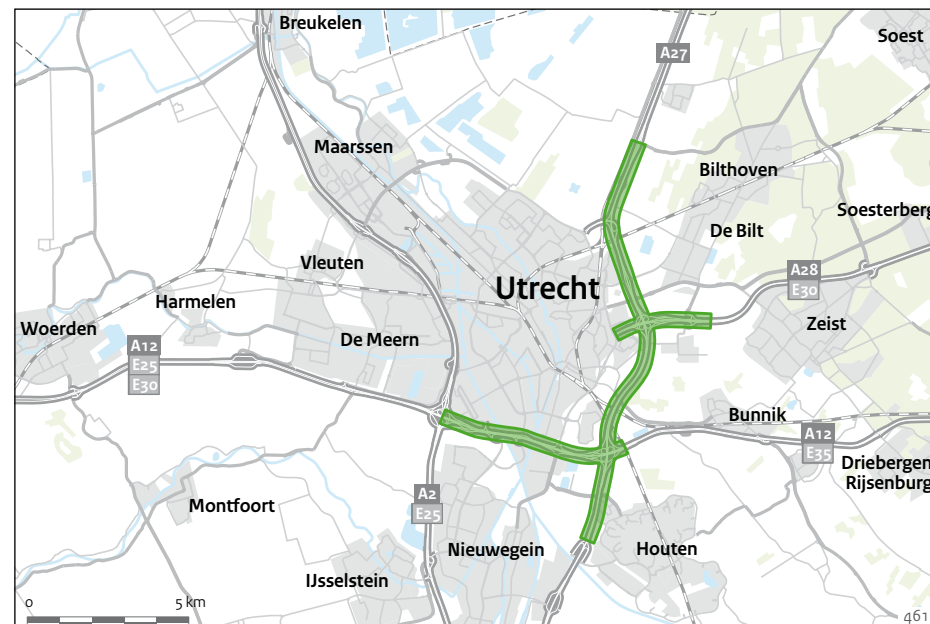 Breukelen
Soest
A27
Maarssen
Bilthoven
Soesterberg
De Bilt
Vleuten
A28
E30
Utrecht
Harmelen
Woerden
Zeist
De Meern
A12
E25
E30
Bunnik
A12
E35
Driebergen
Rijsenburg
A2
E25
Montfoort
Nieuwegein
Houten
IJsselstein
0
5 km
461